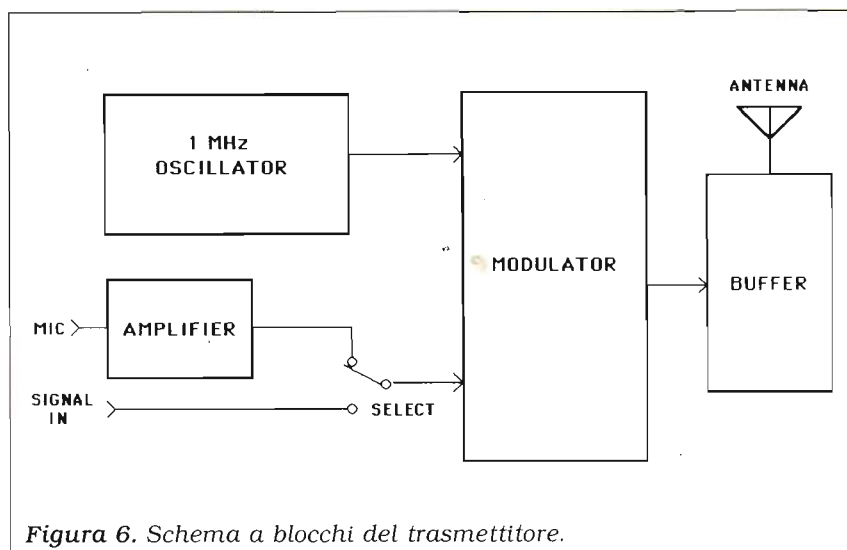 ANTENNA
1 MHz
OSCILLATOR
MODULATOR
BUFFER
MIC
AMPLIFIER
SIGNAL
IN
SELECT
Figura 6. Schema a blocchi del trasmettitore.